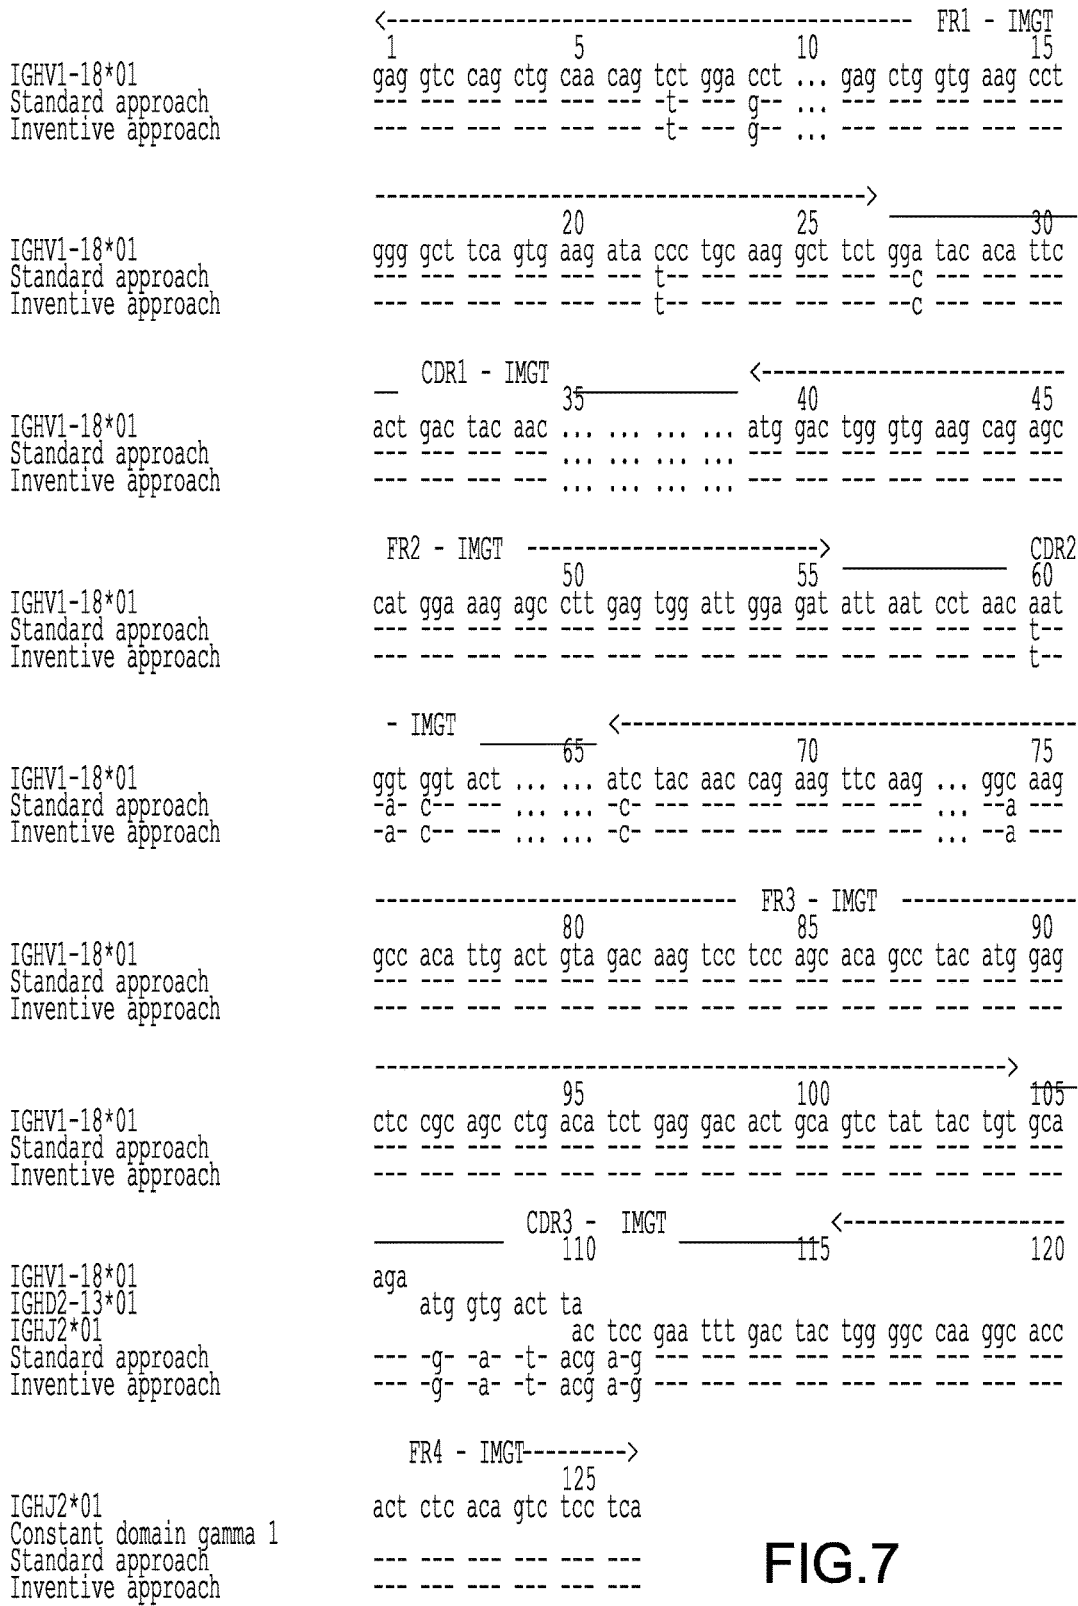 <---------------------------------------------  FR1 - IMGT
1 5 10 15
IGHV1-18*01 gag gtc cag ctg caa cag tct gga cct ... gag ctg gtg aag cct
Standard approach --- --- --- --- --- --- -t- --- g-- ... --- --- --- --- ---
Inventive approach --- --- --- --- --- --- -t- --- g-- ... --- --- --- --- ---
------------------------------------------>
20 25 30
IGHV1-18*01 ggg gct tca gtg aag ata ccc tgc aag gct tct gga tac aca ttc
Standard approach --- --- --- --- --- --- t-- --- --- --- --- --c --- --- ---
Inventive approach --- --- --- --- --- --- t-- --- --- --- --- --c --- --- ---
__ CDR1 - IMGT ______________ <--------------------------
35 40 45
IGHV1-18*01 act gac tac aac ... ... ... ... atg gac tgg gtg aag cag agc
Standard approach --- --- --- --- ... ... ... ... --- --- --- --- --- --- ---
Inventive approach --- --- --- --- ... ... ... ... --- --- --- --- --- --- ---
FR2 - IMGT -------------------------> ______________ CDR2
50 55 60
IGHV1-18*01 cat gga aag agc ctt gag tgg att gga gat att aat cct aac aat
Standard approach --- --- --- --- --- --- --- --- --- --- --- --- --- --- t--
Inventive approach --- --- --- --- --- --- --- --- --- --- --- --- --- --- t--
- IMGT __________ <---------------------------------------
65 70 75
IGHV1-18*01 ggt ggt act ... ... atc tac aac cag aag ttc aag ... ggc aag
Standard approach -a- c-- --- ... ... -c- --- --- --- --- --- --- ... --a ---
Inventive approach -a- c-- --- ... ... -c- --- --- --- --- --- --- ... --a ---
------------------------------- FR3 - IMGT ---------------
80 85 90
IGHV1-18*01 gcc aca ttg act gta gac aag tcc tcc agc aca gcc tac atg gag
Standard approach --- --- --- --- --- --- --- --- --- --- --- --- --- --- ---
Inventive approach --- --- --- --- --- --- --- --- --- --- --- --- --- --- ---
------------------------------------------------------> 
95 100 105
IGHV1-18*01 ctc cgc agc ctg aca tct gag gac act gca gtc tat tac tgt gca
Standard approach --- --- --- --- --- --- --- --- --- --- --- --- --- --- ---
Inventive approach --- --- --- --- --- --- --- --- --- --- --- --- --- --- ---
___________ CDR3 - IMGT ____________ <-------------------
110 115 120
IGHV1-18*01 aga
IGHD2-13*01 atg gtg act ta
IGHJ2*01 ac tcc gaa ttt gac tac tgg ggc caa ggc acc
Standard approach --- -g- -a- -t- acg a-g --- --- --- --- --- --- --- --- ---
Inventive approach --- -g- -a- -t- acg a-g --- --- --- --- --- --- --- --- ---
FR4 - IMGT--------->
125
IGHJ2*01 act ctc aca gtc tcc tca
Constant domain gamma 1
Standard approach --- --- --- --- --- ---
Inventive approach --- --- --- --- --- ---
FIG.7